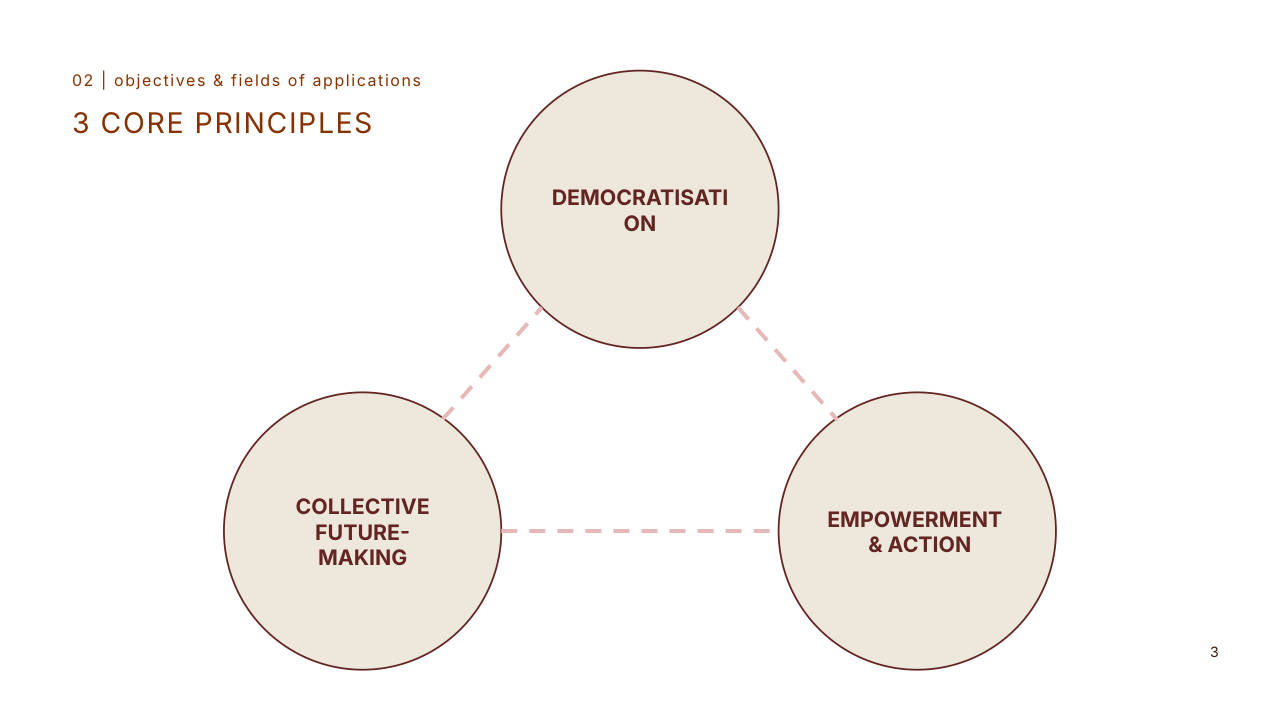 02 | objectives & fields of applications
3 CORE PRINCIPLES
DEMOCRATISATI
ON
COLLECTIVE
FUTURE-
MAKING
EMPOWERMENT
& ACTION
3